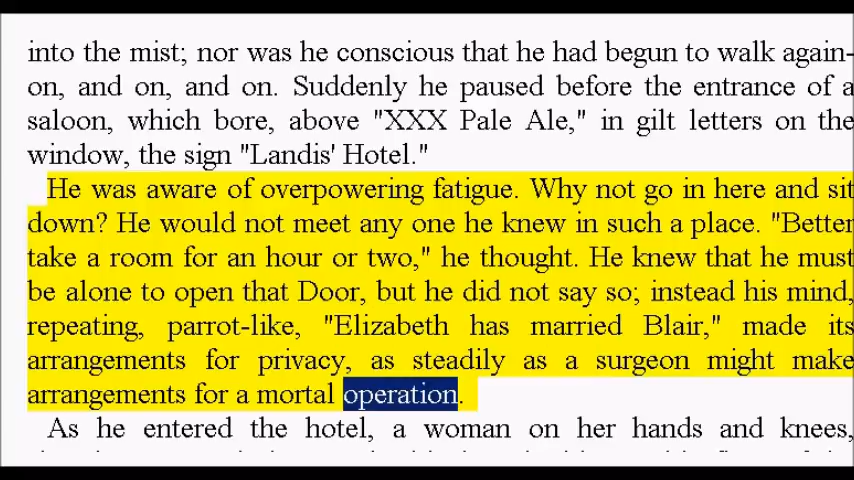 into the mist; nor was he conscious that he had begun to walk again-
on, and on, and on. Suddenly he paused before the entrance of a
saloon, which bore, above "XXX Pale Ale," in gilt letters on the
window, the sign "Landis' Hotel."
He was aware of overpowering fatigue. Why not go in here and sit
down? He would not meet any one he knew in such a place. "Better
take a room for an hour or two," he thought. He knew that he must
be alone to open that Door, but he did not say so; instead his mind,
repeating, parrot-like, "Elizabeth has married Blair," made its
arrangements for privacy, as steadily as a surgeon might make
arrangements for a mortal operation.
As he entered the hotel, a woman on her hands and knees,